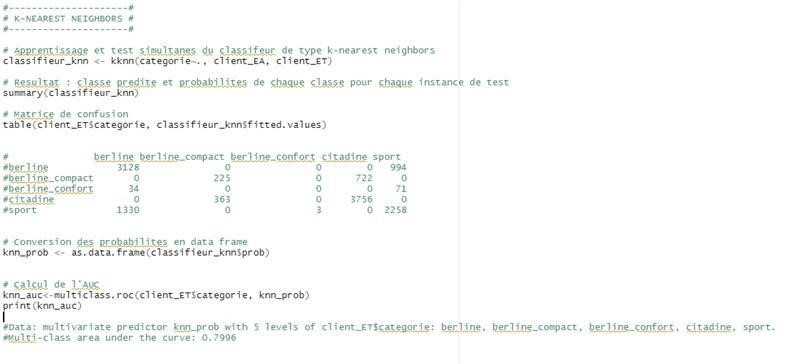 #--------------------#
# K-NEAREST NEIGHBORS #
#--------------------#
# Apprentissage et test simultanes du classifeur de type k-nearest neighbors
classifieur_knn <- kknn(categorie~., client_EA, client_ET)
# Resultat : classe predite et probabilites de chaque classe pour chaque instance de test
summary(classifieur_knn)
# Matrice de confusion
table(client_ET$categorie, classifieur_knn$fitted.values)
# berline berline_compact berline_confort citadine sport
#berline 3128 0 0 0 994
#berline_compact 0 225 0 722 0
#berline_confort 34 0 0 0 71
#citadine 0 363 0 3756 0
#sport 1330 0 3 0 2258
# Conversion des probabilites en data frame
knn_prob <- as.data.frame(classifieur_knn$prob)
# Calcul de l'AUC
knn_auc<-multiclass.roc(client_ET$categorie, knn_prob)
print(knn_auc)
#Data: multivariate predictor knn_prob with 5 levels of client_ET$categorie: berline, berline_compact, berline_confort, citadine, sport.
#Multi-class area under the curve: 0.7996